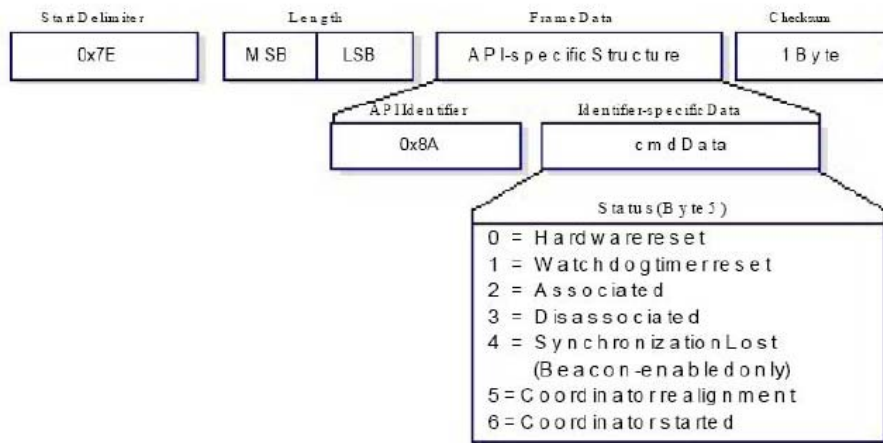 Start Delimiter Length Frame Data Checksum
0x7E MSB LSB API-specific Structure 1 Byte
API Identifier Identifier-specific Data
0x8A cmdData
Status (Byte 5)
0 = Hardware reset
1 = Watchdog timer reset
2 = Associated
3 = Disassociated
4 = Synchronization Lost
(Beacon-enabled only)
5 = Coordinator realignment
6 = Coordinator started